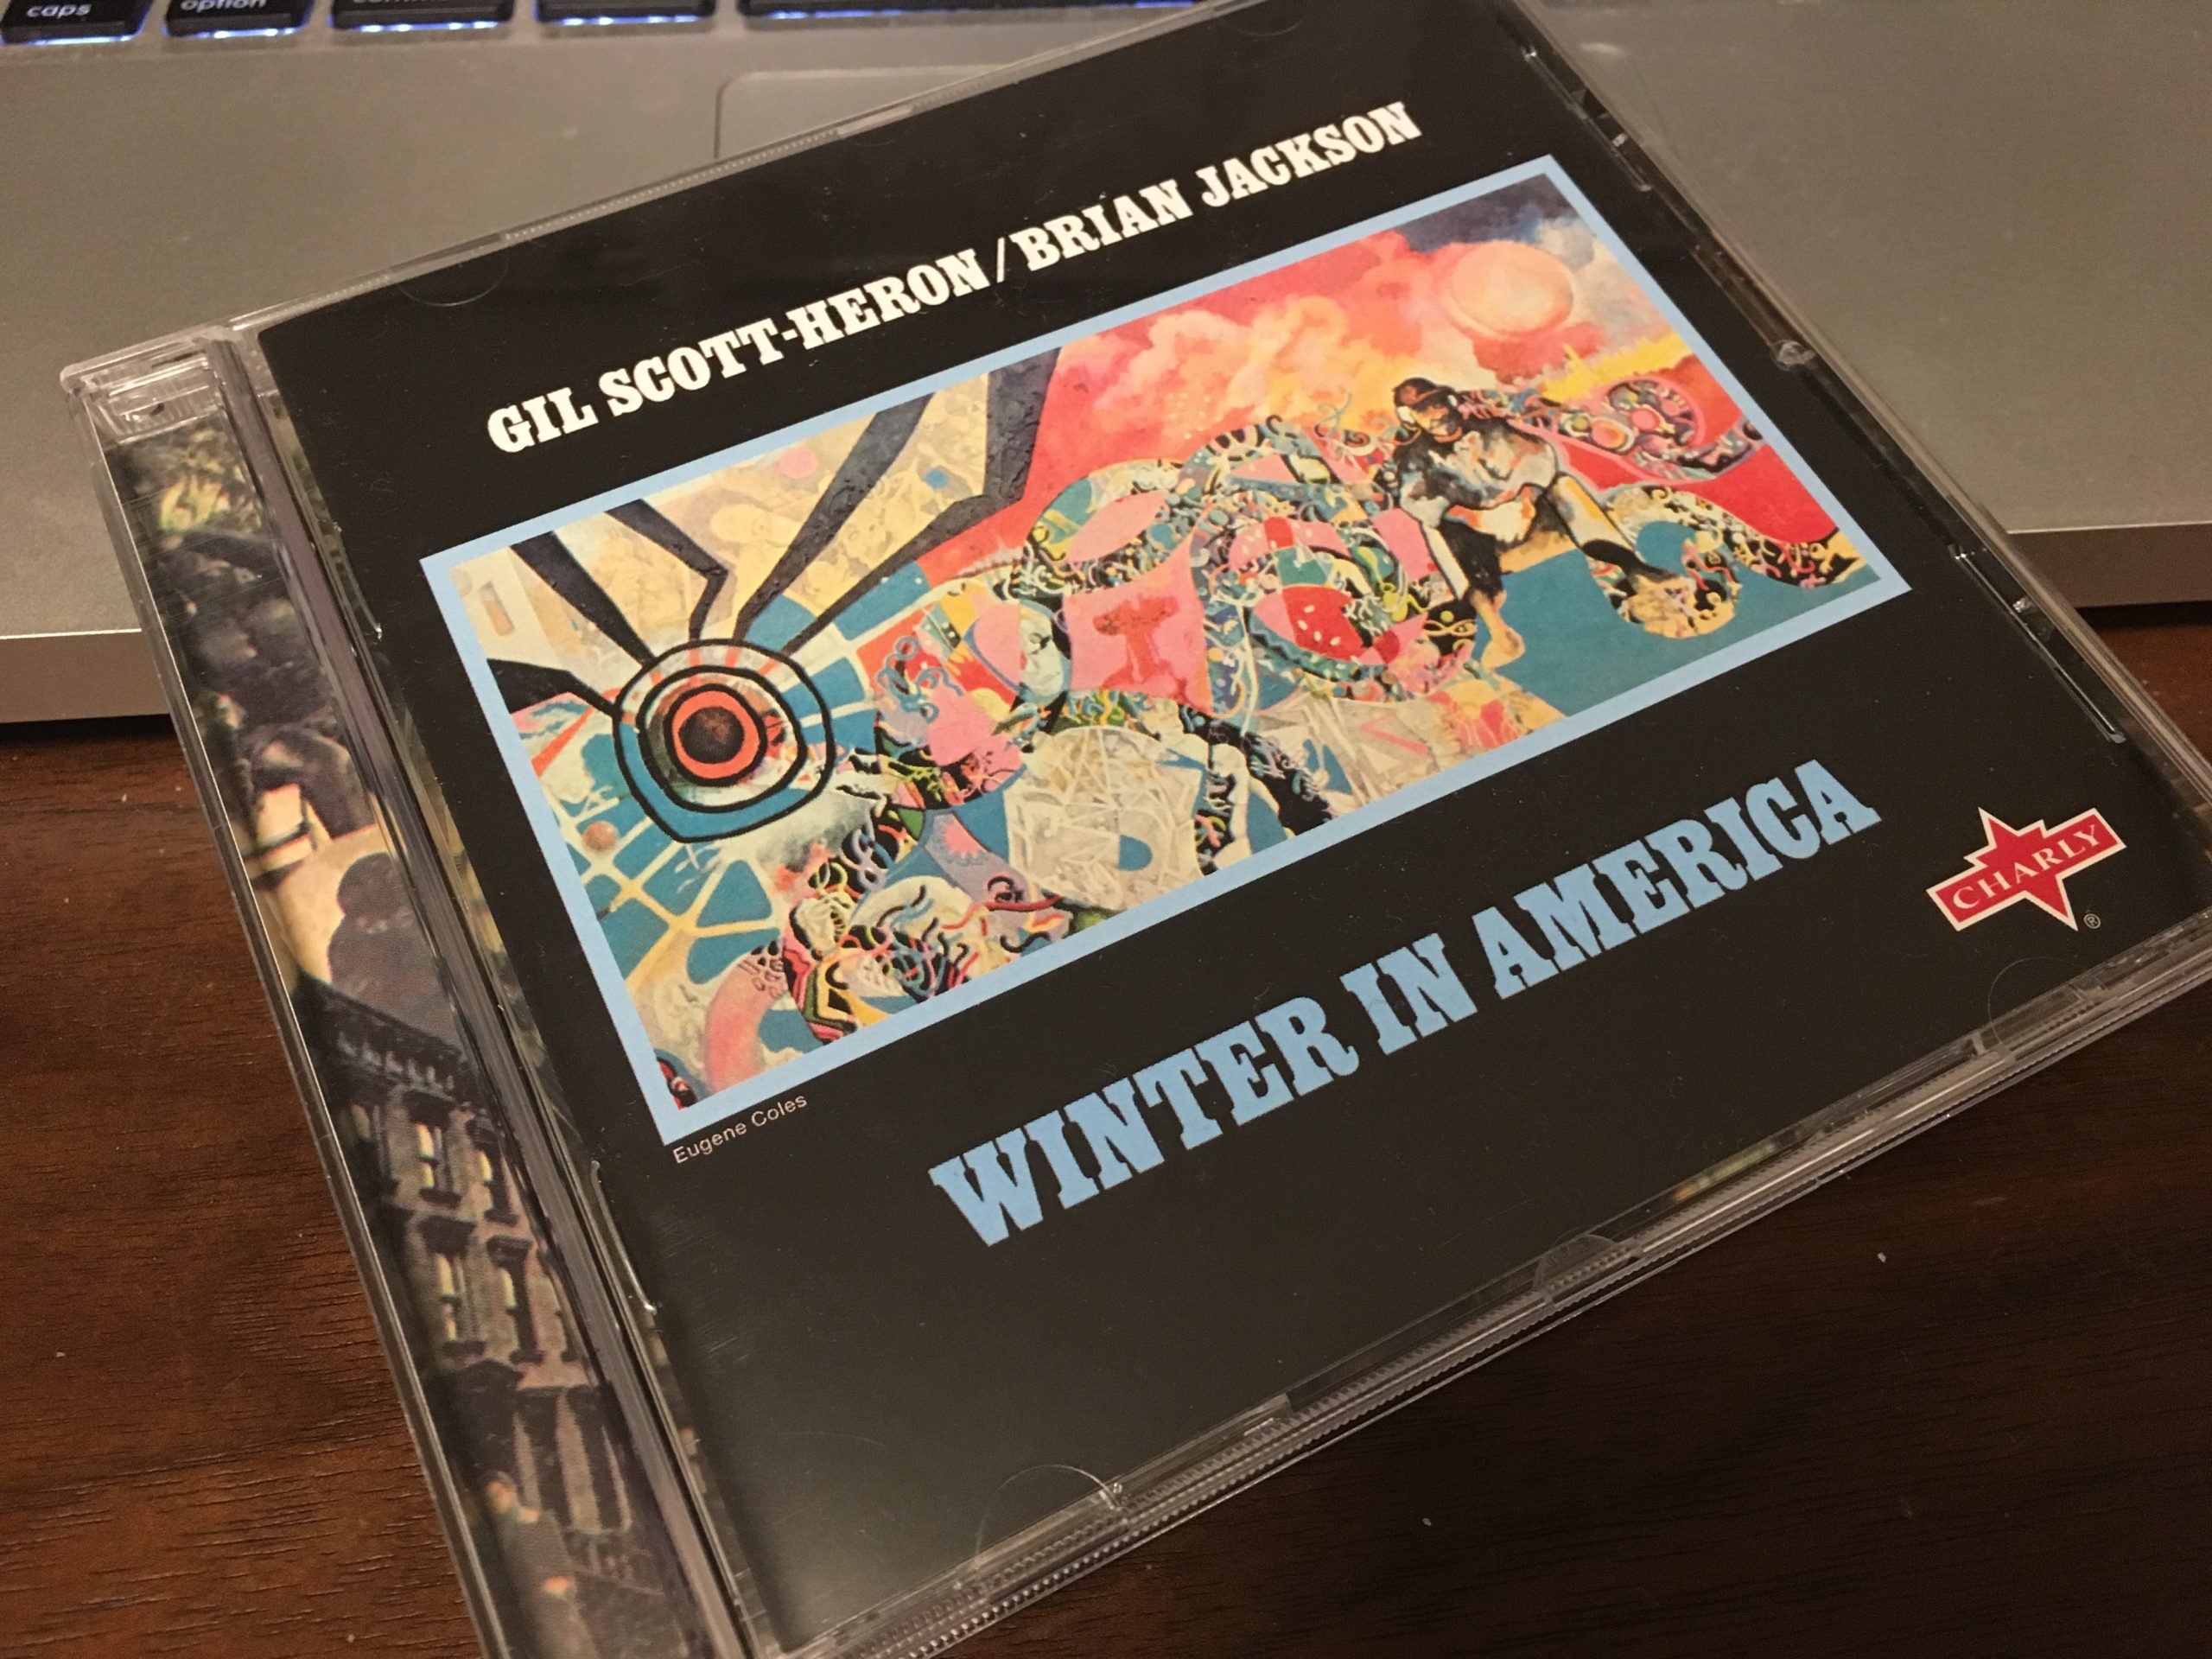 caps
option
GIL SCOTT-HERON/BRIAN JACKSON
Eugene Coles
WINTER IN AMERICA
CHARLY
®